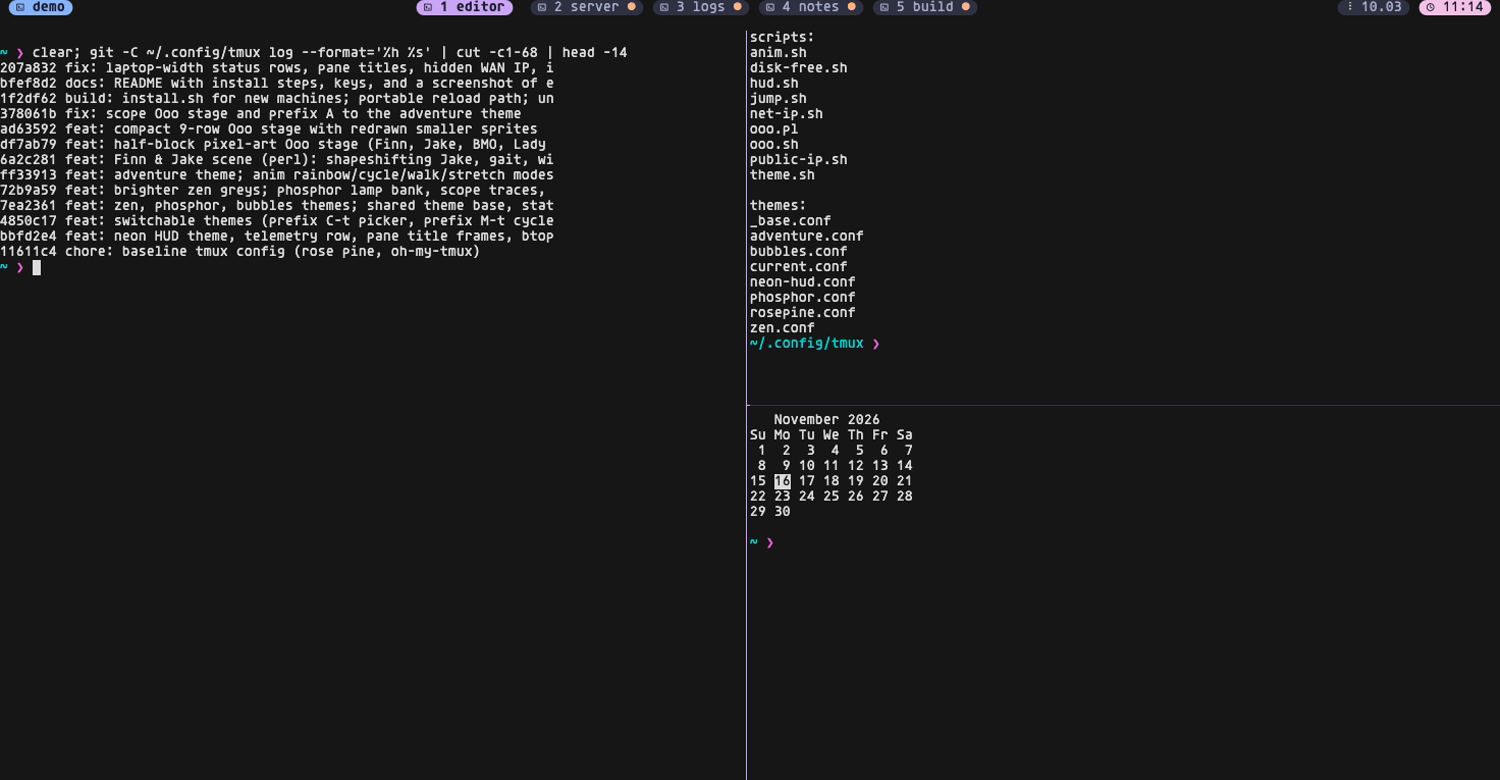 demo 1 editor 2 server 3 logs 4 notes 5 build 10.03 11:14
~ ❯ clear; git -C ~/.config/tmux log --format='%h %s' | cut -c1-68 | head -14
207a832 fix: laptop-width status rows, pane titles, hidden WAN IP, i
bfef8d2 docs: README with install steps, keys, and a screenshot of e
1f2df62 build: install.sh for new machines; portable reload path; un
378061b fix: scope Ooo stage and prefix A to the adventure theme
ad63592 feat: compact 9-row Ooo stage with redrawn smaller sprites
df7ab79 feat: half-block pixel-art Ooo stage (Finn, Jake, BMO, Lady
6a2c281 feat: Finn & Jake scene (perl): shapeshifting Jake, gait, wi
ff33913 feat: adventure theme; anim rainbow/cycle/walk/stretch modes
72b9a59 feat: brighter zen greys; phosphor lamp bank, scope traces,
7ea2361 feat: zen, phosphor, bubbles themes; shared theme base, stat
4850c17 feat: switchable themes (prefix C-t picker, prefix M-t cycle
bbfd2e4 feat: neon HUD theme, telemetry row, pane title frames, btop
11611c4 chore: baseline tmux config (rose pine, oh-my-tmux)
~ ❯
scripts:
anim.sh
disk-free.sh
hud.sh
jump.sh
net-ip.sh
ooo.pl
ooo.sh
public-ip.sh
theme.sh
themes:
_base.conf
adventure.conf
bubbles.conf
current.conf
neon-hud.conf
phosphor.conf
rosepine.conf
zen.conf
~/.config/tmux ❯
November 2026
Su Mo Tu We Th Fr Sa
1 2 3 4 5 6 7
8 9 10 11 12 13 14
15 16 17 18 19 20 21
22 23 24 25 26 27 28
29 30
~ ❯